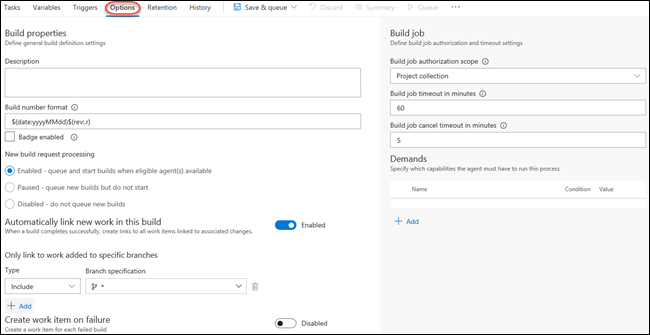 Tasks Variables Triggers Options Retention History Save & queue Discard Summary Queue ...
Build properties
Define general build definition settings
Description
Build number format
$(date:yyyyMMdd)$(rev:.r)
Badge enabled
New build request processing
Enabled - queue and start builds when eligible agent(s) available
Paused - queue new builds but do not start
Disabled - do not queue new builds
Automatically link new work in this build
When a build completes successfully, create links to all work items linked to associated changes.
Enabled
Only link to work added to specific branches
Type Branch specification
Include *
+ Add
Create work item on failure
Create a work item for each failed build
Disabled
Build job
Define build job authorization and timeout settings
Build job authorization scope
Project collection
Build job timeout in minutes
60
Build job cancel timeout in minutes
5
Demands
Specify which capabilities the agent must have to run this process
Name Condition Value
+ Add